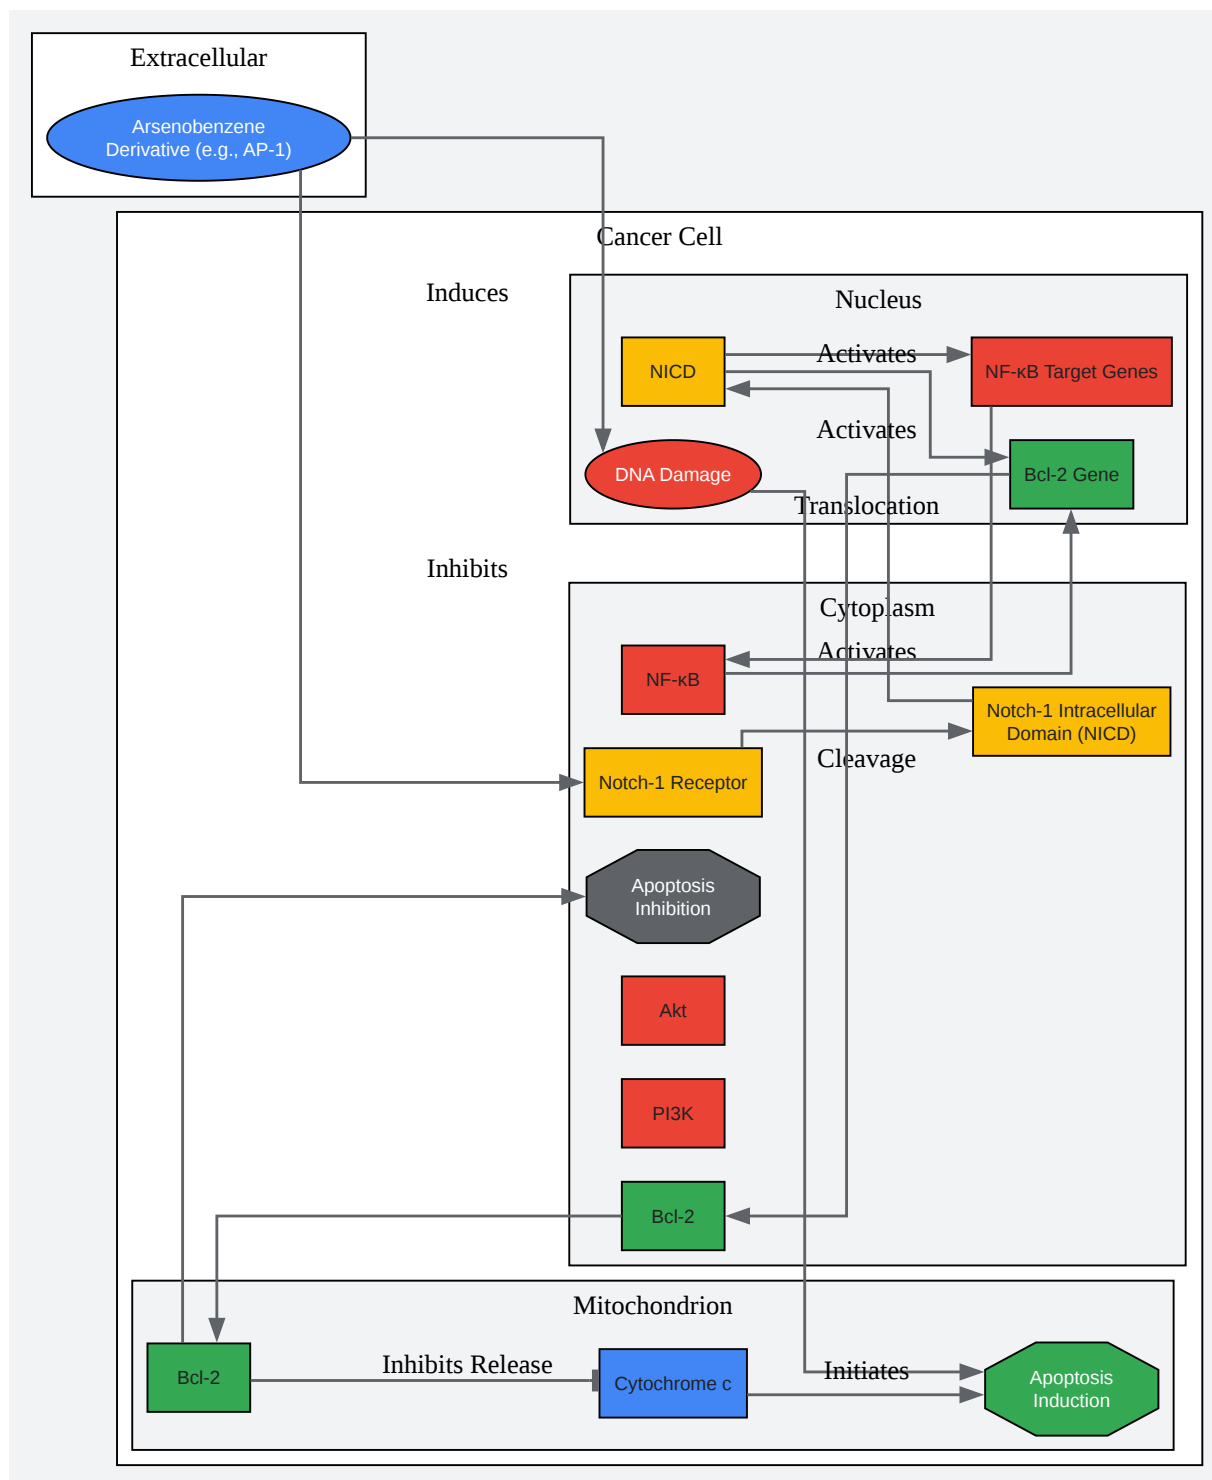 Extracellular
Arsenobenzene
Derivative (e.g., AP-1)
Cancer Cell
Induces
Nucleus
NICD
Activates
NF-κB Target Genes
Activates
DNA Damage
Bcl-2 Gene
Translocation
Inhibits
Cytoplasm
NF-κB
Activates
Notch-1 Intracellular
Domain (NICD)
Cleavage
Notch-1 Receptor
Apoptosis
Inhibition
Akt
PI3K
Bcl-2
Mitochondrion
Bcl-2
Inhibits Release
Cytochrome c
Initiates
Apoptosis
Induction